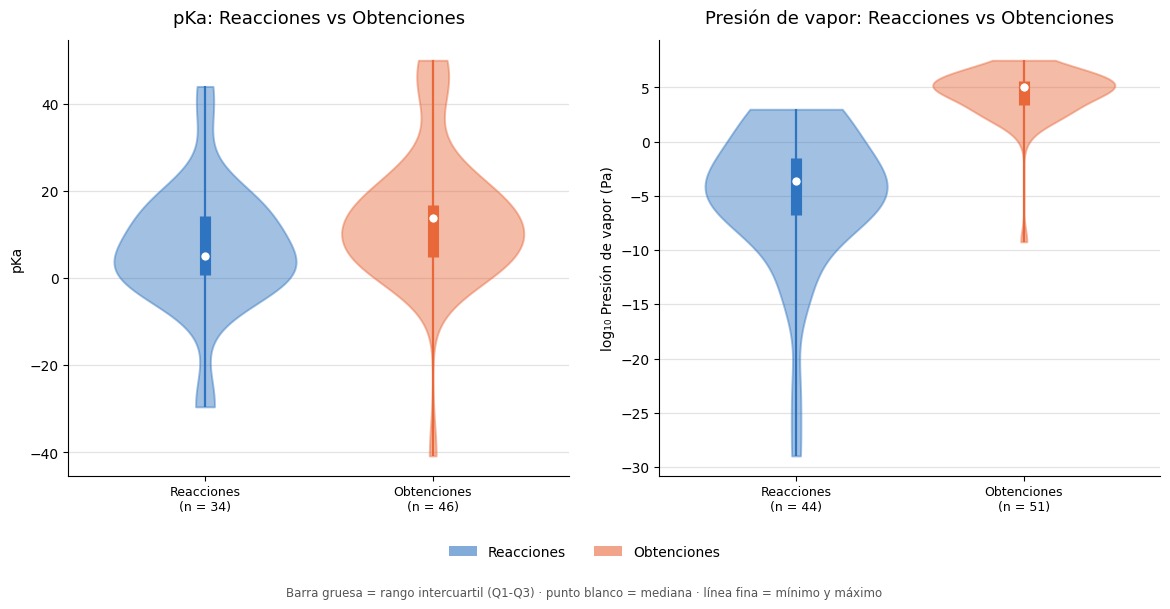 pKa: Reacciones vs Obtenciones
pKa
40
20
0
−20
−40
Reacciones
(n = 34)
Obtenciones
(n = 46)
Presión de vapor: Reacciones vs Obtenciones
log₁₀ Presión de vapor (Pa)
5
0
−5
−10
−15
−20
−25
−30
Reacciones
(n = 44)
Obtenciones
(n = 51)
Reacciones
Obtenciones
Barra gruesa = rango intercuartil (Q1-Q3) · punto blanco = mediana · línea fina = mínimo y máximo